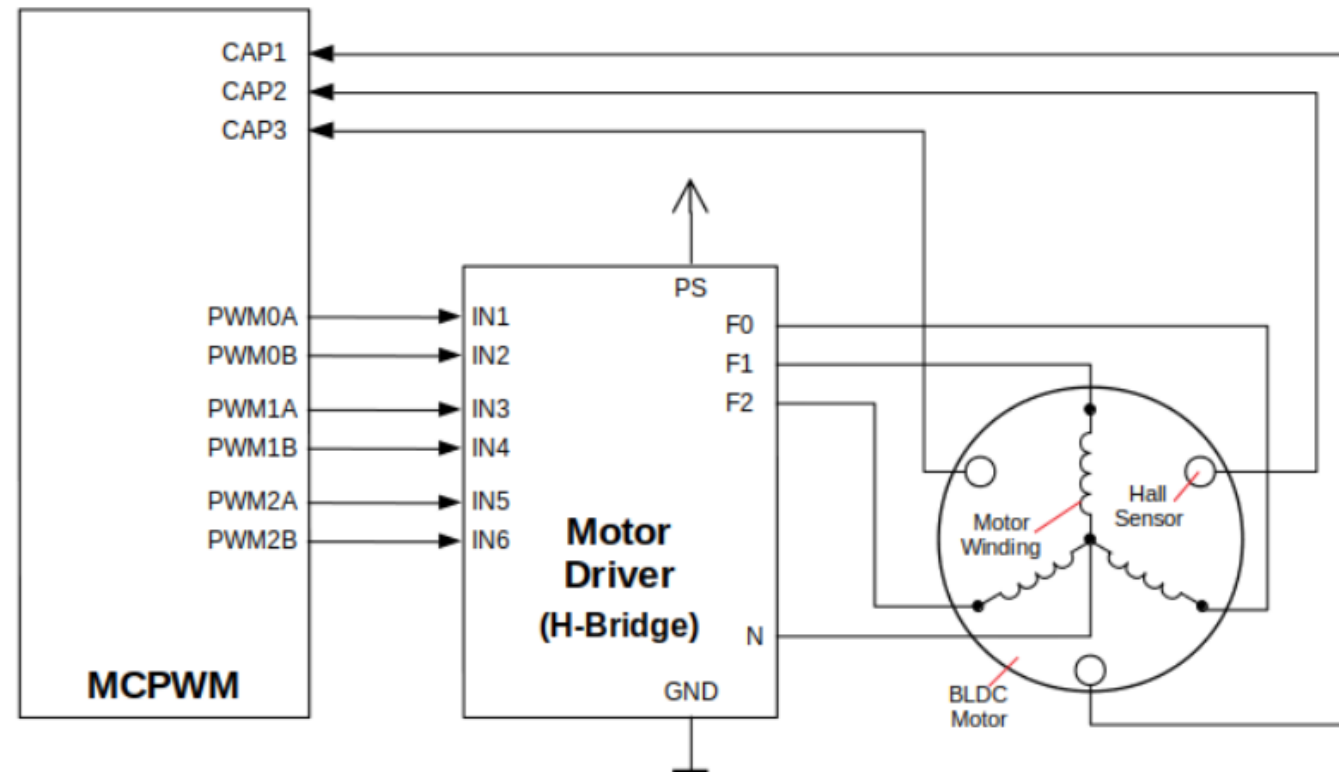 CAP1
CAP2
CAP3
PWM0A
PWM0B
PWM1A
PWM1B
PWM2A
PWM2B
MCPWM
PS
IN1
IN2
IN3
IN4
IN5
IN6
F0
F1
F2
Motor
Driver
(H-Bridge)
N
GND
Motor
Winding
Hall
Sensor
BLDC
Motor